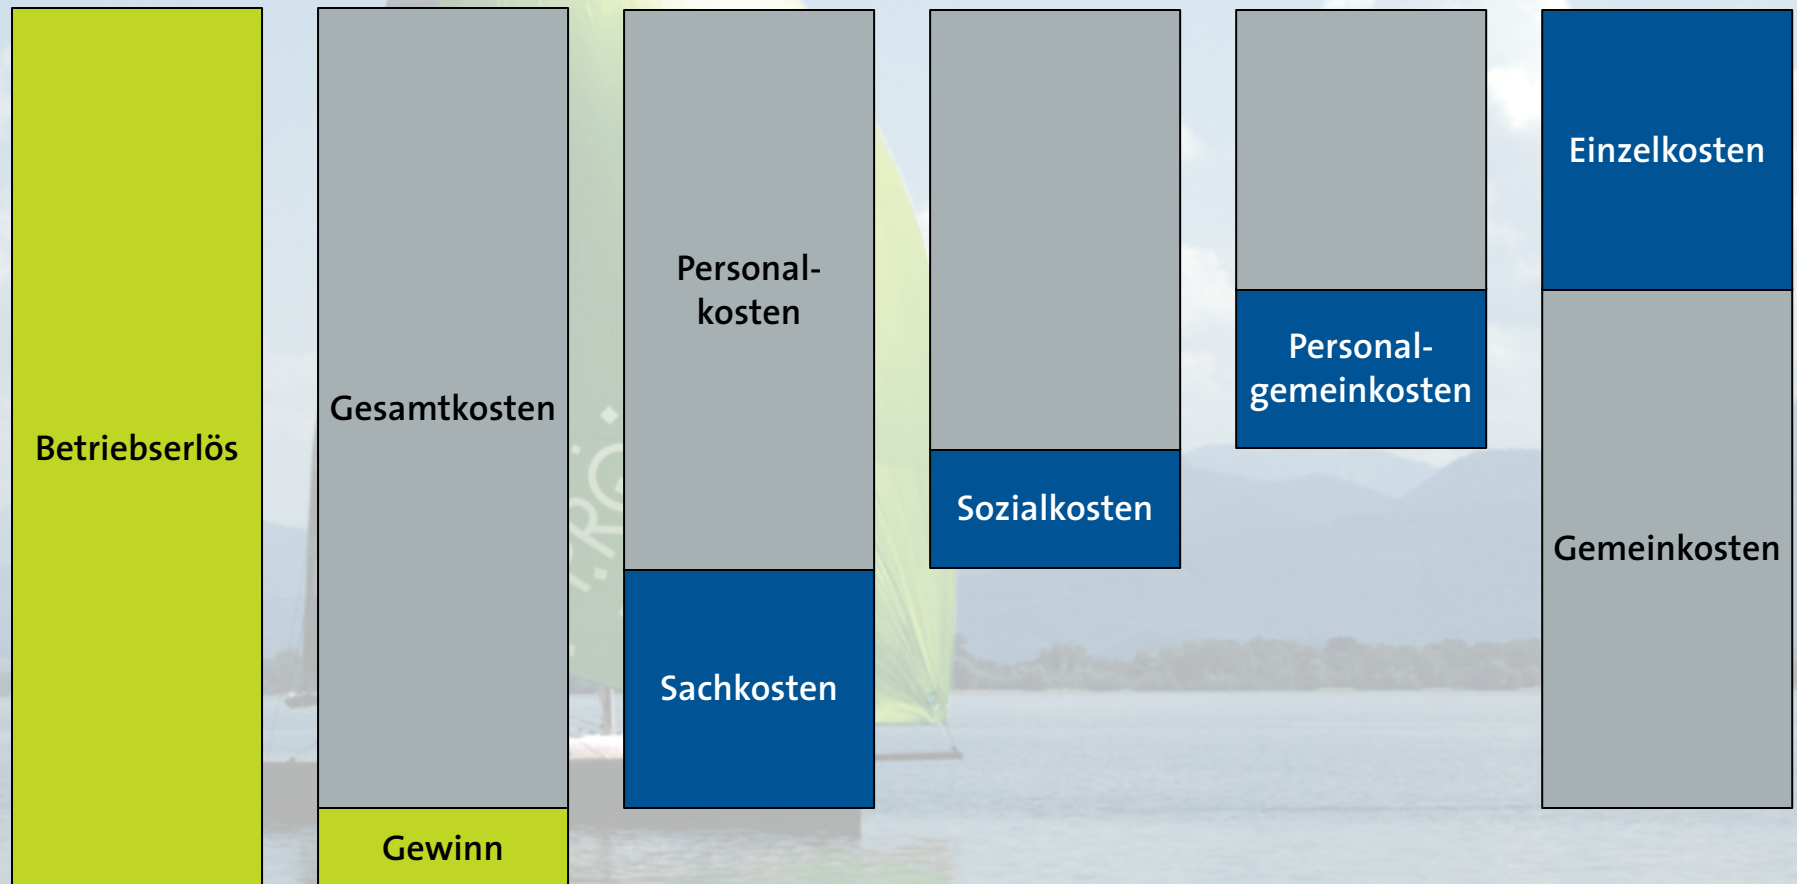 Betriebserlös
Gesamtkosten
Gewinn
Personal-
kosten
Sachkosten
Sozialkosten
Personal-
gemeinkosten
Einzelkosten
Gemeinkosten